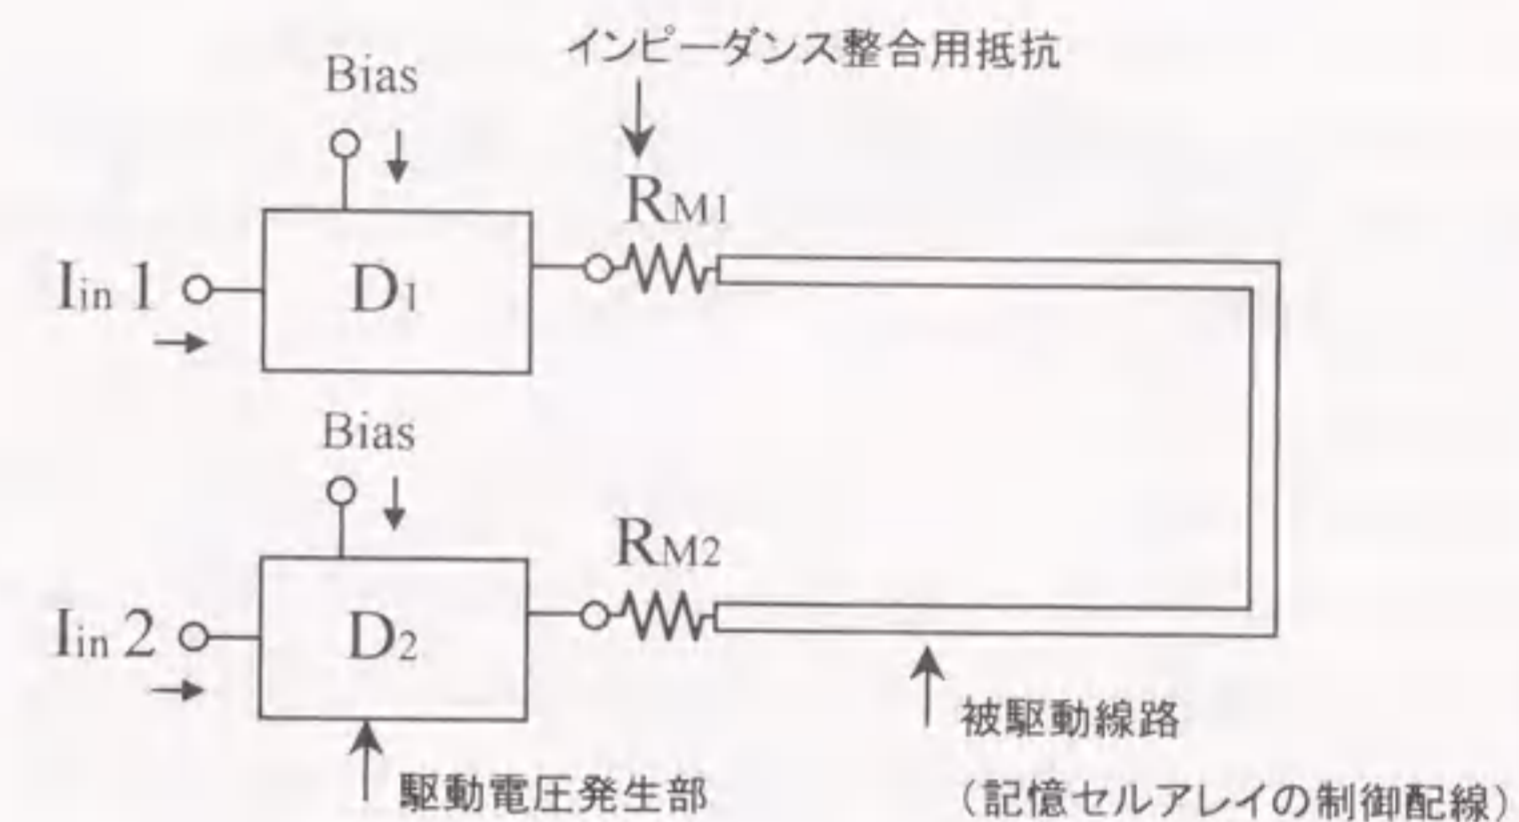 インピーダンス整合用抵抗
Bias
RM1
Iin 1
D1
Bias
RM2
Iin 2
D2
被駆動線路
駆動電圧発生部
(記憶セルアレイの制御配線)